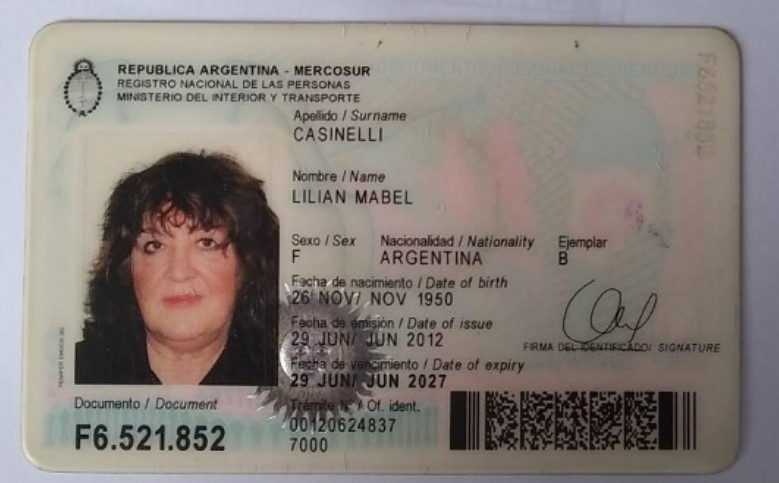 REPUBLICA ARGENTINA - MERCOSUR
REGISTRO NACIONAL DE LAS PERSONAS
MINISTERIO DEL INTERIOR Y TRANSPORTE
Apellido / Surname
CASINELLI
Nombre / Name
LILIAN MABEL
Sexo / Sex Nacionalidad / Nationality Ejemplar
F ARGENTINA B
Fecha de nacimiento / Date of birth
26 NOV/ NOV 1950
Fecha de emisión / Date of issue
29 JUN/ JUN 2012
FIRMA DEL IDENTIFICADO/ SIGNATURE
Fecha de vencimiento / Date of expiry
29 JUN/ JUN 2027
Documento / Document
F6.521.852
Trámite Nº / Of. ident.
00120624837
7000
F6521852